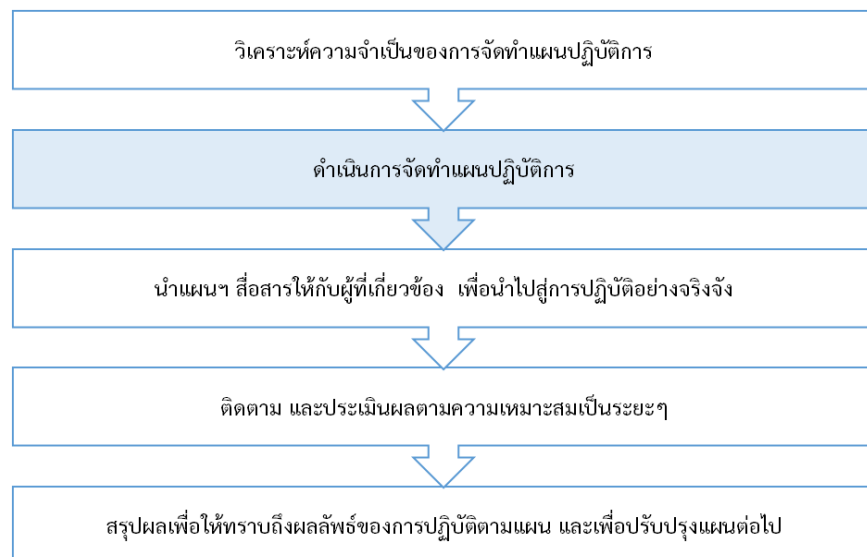 วิเคราะห์ความจำเป็นของการจัดทำแผนปฏิบัติการ
ดำเนินการจัดทำแผนปฏิบัติการ
นำแผนฯ สื่อสารให้กับผู้ที่เกี่ยวข้อง เพื่อนำไปสู่การปฏิบัติอย่างจริงจัง
ติดตาม และประเมินผลตามความเหมาะสมเป็นระยะๆ
สรุปผลเพื่อให้ทราบถึงผลลัพธ์ของการปฏิบัติตามแผน และเพื่อปรับปรุงแผนต่อไป